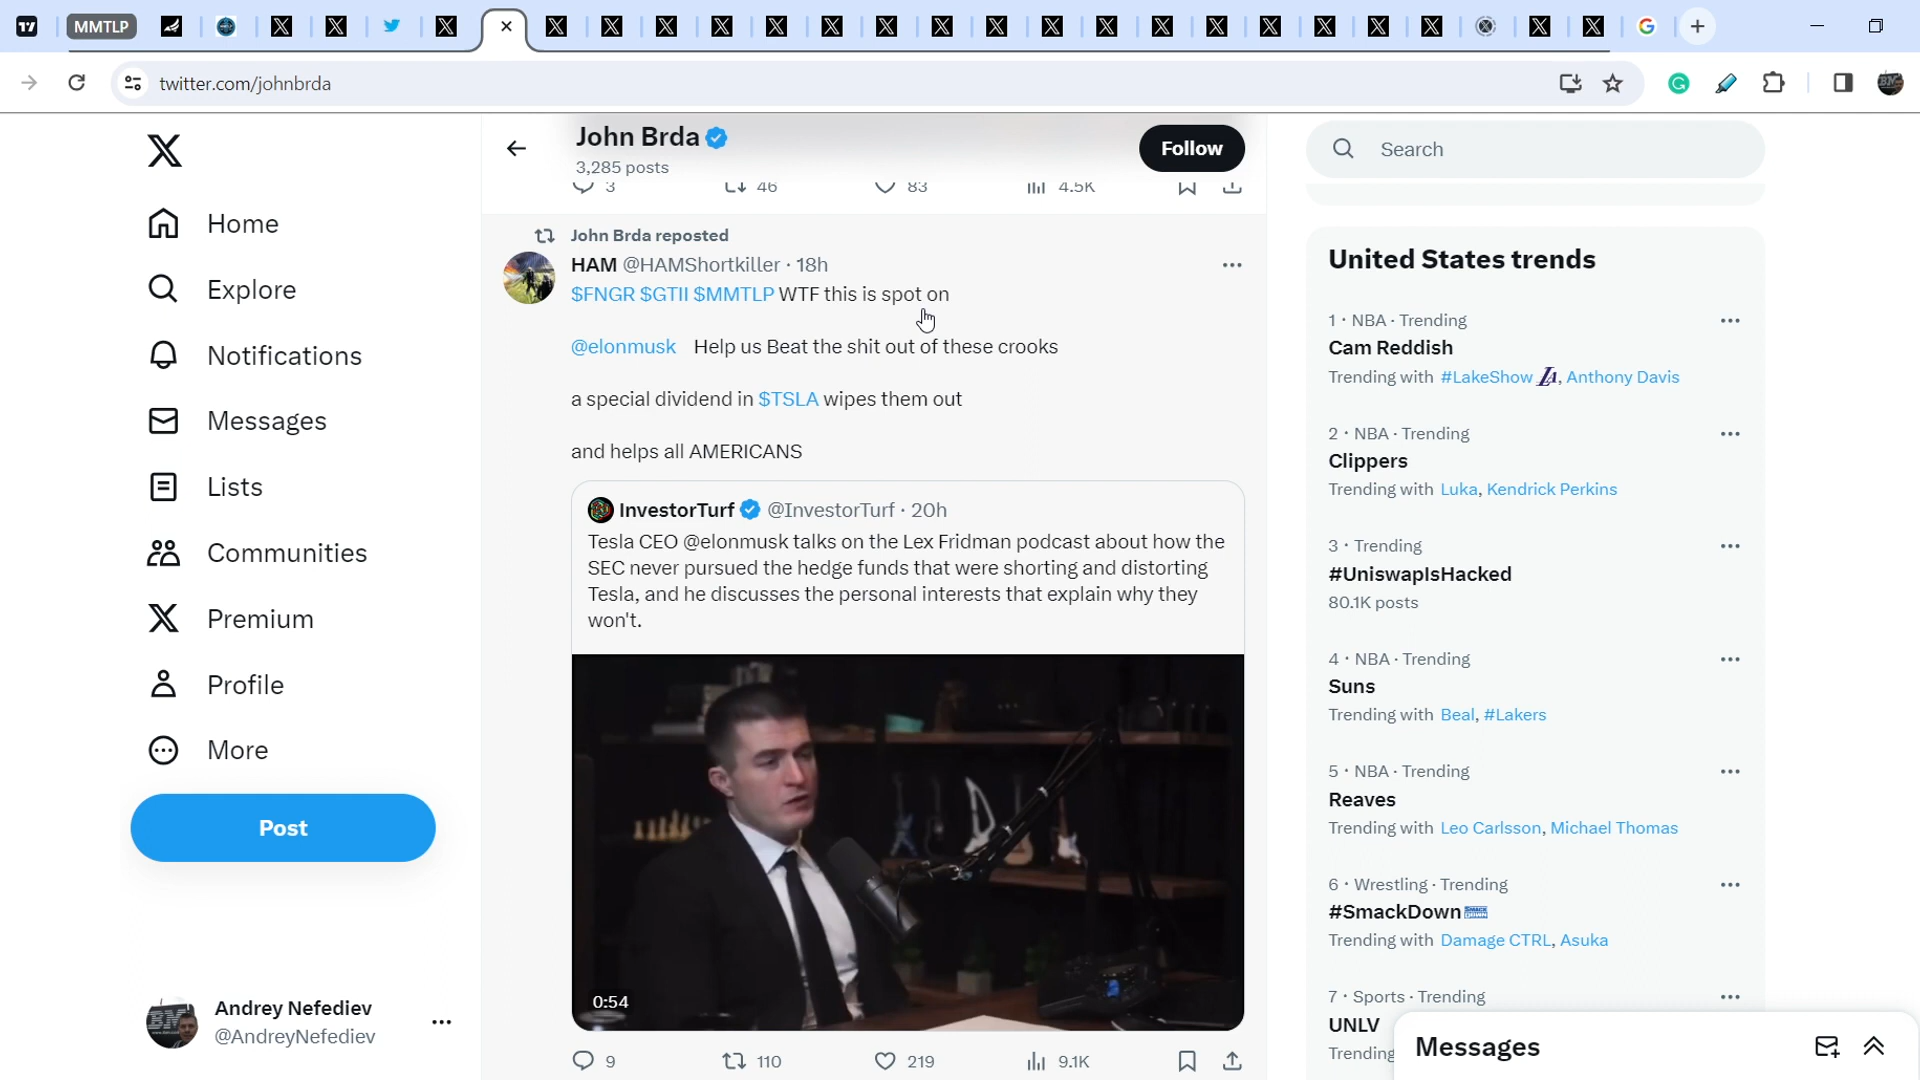 MMTLP
twitter.com/johnbrda
Home
Explore
Notifications
Messages
Lists
Communities
Premium
Profile
More
Post
Andrey Nefediev
@AndreyNefediev
John Brda
3,285 posts
Follow
3 46 83 4.5K
John Brda reposted
HAM @HAMShortkiller · 18h
$FNGR $GTII $MMTLP WTF this is spot on
@elonmusk Help us Beat the shit out of these crooks
a special dividend in $TSLA wipes them out
and helps all AMERICANS
InvestorTurf @InvestorTurf · 20h
Tesla CEO @elonmusk talks on the Lex Fridman podcast about how the
SEC never pursued the hedge funds that were shorting and distorting
Tesla, and he discusses the personal interests that explain why they
won't.
0:54
9 110 219 9.1K
Search
United States trends
1 · NBA · Trending
Cam Reddish
Trending with #LakeShow, Anthony Davis
2 · NBA · Trending
Clippers
Trending with Luka, Kendrick Perkins
3 · Trending
#UniswapIsHacked
80.1K posts
4 · NBA · Trending
Suns
Trending with Beal, #Lakers
5 · NBA · Trending
Reaves
Trending with Leo Carlsson, Michael Thomas
6 · Wrestling · Trending
#SmackDown
Trending with Damage CTRL, Asuka
7 · Sports · Trending
UNLV
Trending
Messages